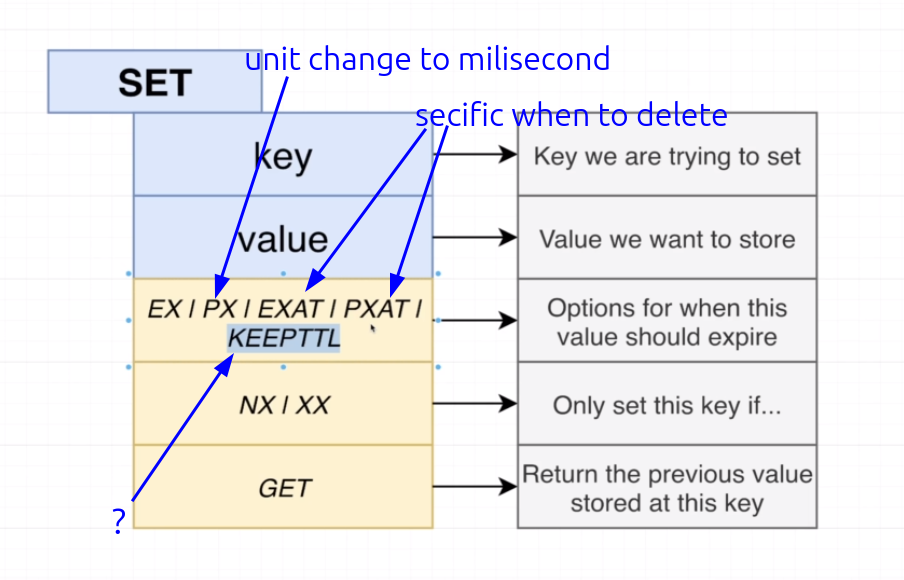 unit change to milisecond
SET
secific when to delete
key
Key we are trying to set
value
Value we want to store
EX | PX | EXAT | PXAT |
KEEPTTL
Options for when this
value should expire
NX | XX
Only set this key if...
GET
Return the previous value
stored at this key
?